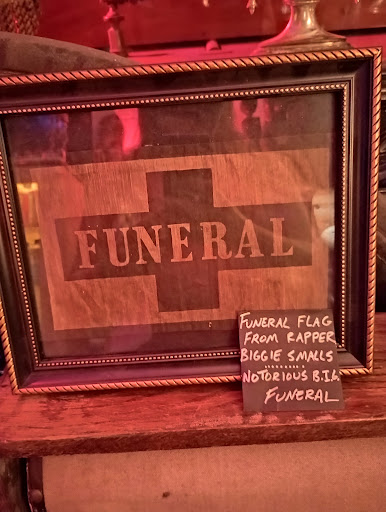 FUNERAL
FUNERAL FLAG
FROM RAPPER
BIGGIE SMALLS
..........
NOTORIOUS B.I.G.
FUNERAL